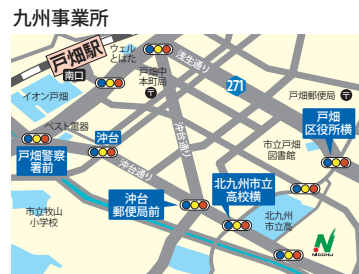 九州事業所
戸畑駅
南口
ウェル
とばた
戸畑中
本町局
浅生通り
271
イオン戸畑
戸畑郵便局
ベスト電器
沖台
沖台通り
沖台通り
戸畑
区役所横
市立戸畑
図書館
戸畑警察
署前
沖台
郵便局前
北九州市立
高校横
市立牧山
小学校
北九州
市立高
NICCHU